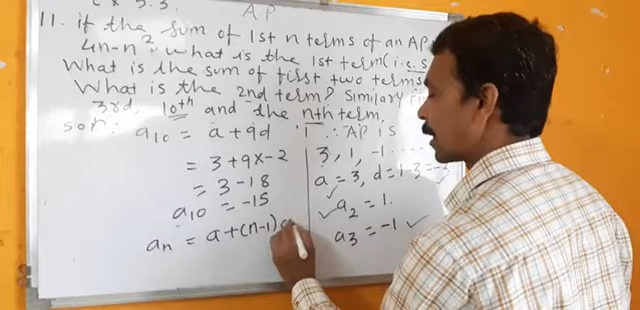 AP
Ex 5.3.
11. If the sum of 1st n terms of an AP
4n-n² what is the 1st term (i.e. S
What is the sum of first two terms
What is the 2nd term? Similary
3rd, 10th and the nth term.
sol: a10 = a+9d
= 3+9x-2
= 3-18
a10 = -15
an = a+(n-1)d
∴ AP is
3, 1, -1 ....
a=3, d=1-3=-2
✓ a2 = 1.
a3 = -1 ✓